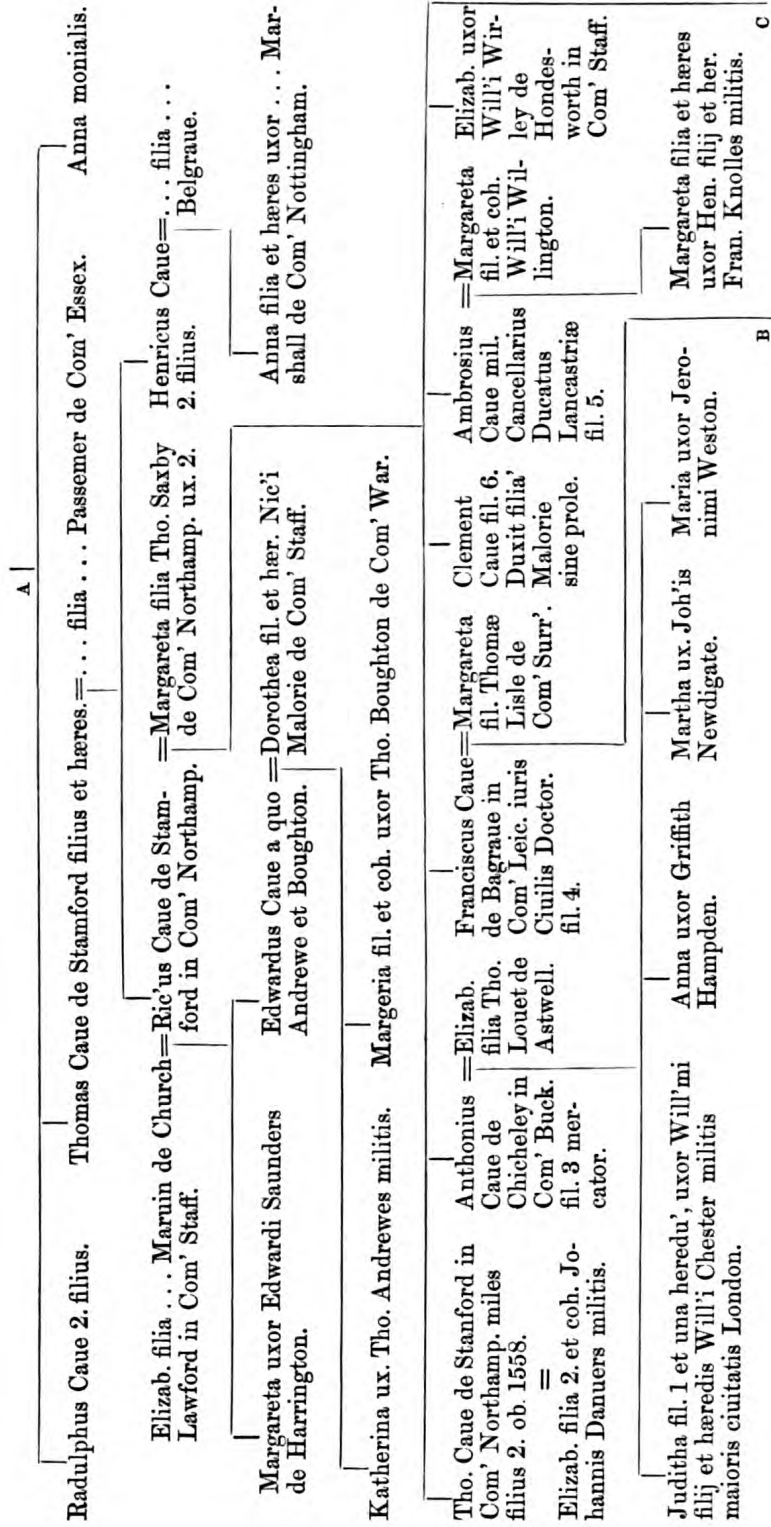 A
Radulphus Caue 2. filius.
Thomas Caue de Stamford filius et hæres.=.... filia .... Passemer de Com' Essex.
Anna monialis.
Elizab. filia ... Maruin de Church
Lawford in Com' Staff.
=Ric'us Caue de Stam-
ford in Com' Northamp.
=Margareta filia Tho. Saxby
de Com' Northamp. ux. 2.
Henricus Caue=... filia ...
2. filius.
Belgraue.
Margareta uxor Edwardi Saunders
de Harrington.
Edwardus Caue a quo
Andrewe et Boughton.
=Dorothea fil. et hær. Nic'i
Malorie de Com' Staff.
Anna filia et hæres uxor ... Mar-
shall de Com' Nottingham.
Katherina ux. Tho. Andrewes militis.
Margeria fil. et coh. uxor Tho. Boughton de Com' War.
Tho. Caue de Stanford in
Com' Northamp. miles
filius 2. ob. 1558.
=
Elizab. filia 2. et coh. Jo-
hannis Danuers militis.
Anthonius
Caue de
Chicheley in
Com' Buck.
fil. 3 mer-
cator.
=Elizab.
filia Tho.
Louet de
Astwell.
Franciscus Caue
de Bagraue in
Com' Leic. iuris
Ciuilis Doctor.
fil. 4.
=Margareta
fil. Thomæ
Lisle de
Com' Surr'.
Clement
Caue fil. 6.
Duxit filia'
Malorie
sine prole.
Ambrosius
Caue mil.
Cancellarius
Ducatus
Lancastriæ
fil. 5.
=Margareta
fil. et coh.
Will'i Wil-
lington.
Elizab. uxor
Will'i Wir-
ley de
Hondes-
worth in
Com' Staff.
Juditha fil. 1 et una heredu', uxor Will'mi
filij et hæredis Will'i Chester militis
maioris ciuitatis London.
Anna uxor Griffith
Hampden.
Martha ux. Joh'is
Newdigate.
Maria uxor Jero-
nimi Weston.
B
Margareta filia et hæres
uxor Hen. filij et her.
Fran. Knolles militis.
C